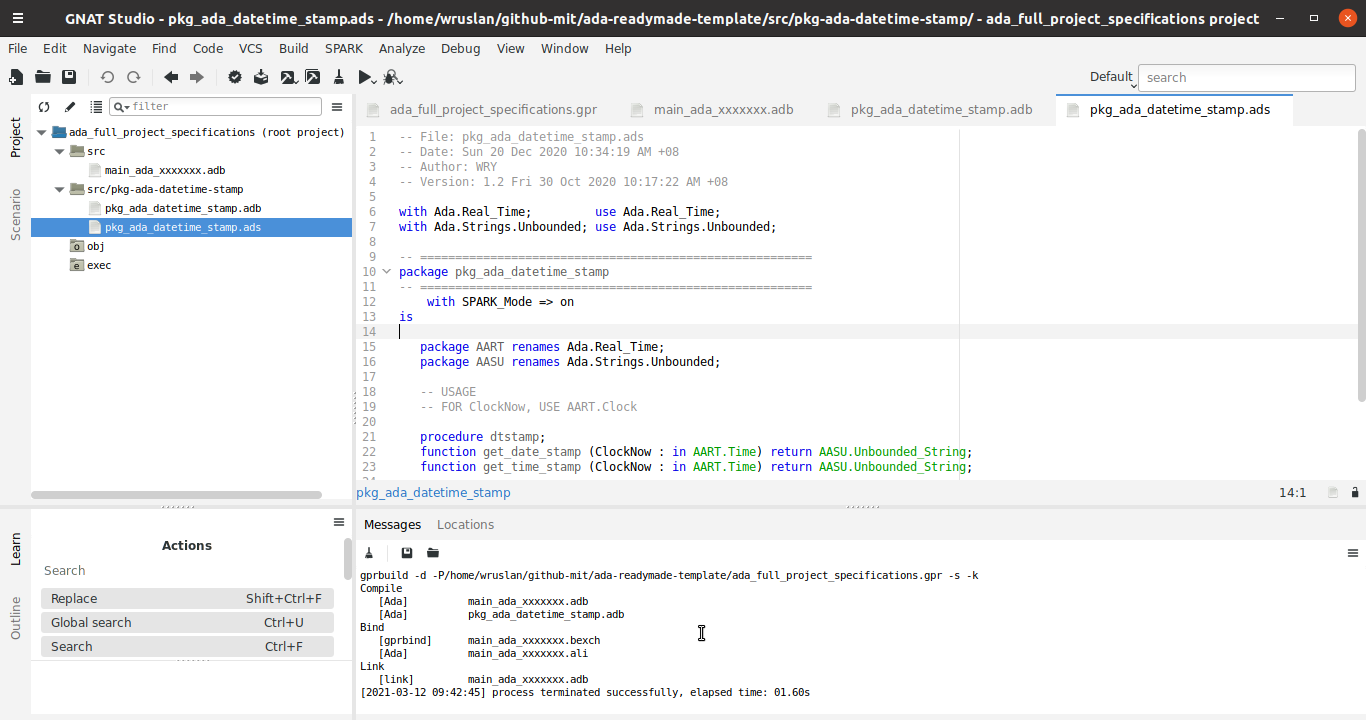 GNAT Studio - pkg_ada_datetime_stamp.ads - /home/wruslan/github-mit/ada-readymade-template/src/pkg-ada-datetime-stamp/ - ada_full_project_specifications project
File Edit Navigate Find Code VCS Build SPARK Analyze Debug View Window Help
Default search
Project
Scenario
filter
ada_full_project_specifications (root project)
src
main_ada_xxxxxxx.adb
src/pkg-ada-datetime-stamp
pkg_ada_datetime_stamp.adb
pkg_ada_datetime_stamp.ads
obj
exec
ada_full_project_specifications.gpr main_ada_xxxxxxx.adb pkg_ada_datetime_stamp.adb pkg_ada_datetime_stamp.ads
1 -- File: pkg_ada_datetime_stamp.ads
2 -- Date: Sun 20 Dec 2020 10:34:19 AM +08
3 -- Author: WRY
4 -- Version: 1.2 Fri 30 Oct 2020 10:17:22 AM +08
5
6 with Ada.Real_Time; use Ada.Real_Time;
7 with Ada.Strings.Unbounded; use Ada.Strings.Unbounded;
8
9 -- ========================================================
10 package pkg_ada_datetime_stamp
11 -- ========================================================
12 with SPARK_Mode => on
13 is
14
15 package AART renames Ada.Real_Time;
16 package AASU renames Ada.Strings.Unbounded;
17
18 -- USAGE
19 -- FOR ClockNow, USE AART.Clock
20
21 procedure dtstamp;
22 function get_date_stamp (ClockNow : in AART.Time) return AASU.Unbounded_String;
23 function get_time_stamp (ClockNow : in AART.Time) return AASU.Unbounded_String;
pkg_ada_datetime_stamp 14:1
Learn
Outline
Actions
Search
Replace Shift+Ctrl+F
Global search Ctrl+U
Search Ctrl+F
Messages Locations
gprbuild -d -P/home/wruslan/github-mit/ada-readymade-template/ada_full_project_specifications.gpr -s -k
Compile
[Ada] main_ada_xxxxxxx.adb
[Ada] pkg_ada_datetime_stamp.adb
Bind
[gprbind] main_ada_xxxxxxx.bexch
[Ada] main_ada_xxxxxxx.ali
Link
[link] main_ada_xxxxxxx.adb
[2021-03-12 09:42:45] process terminated successfully, elapsed time: 01.60s